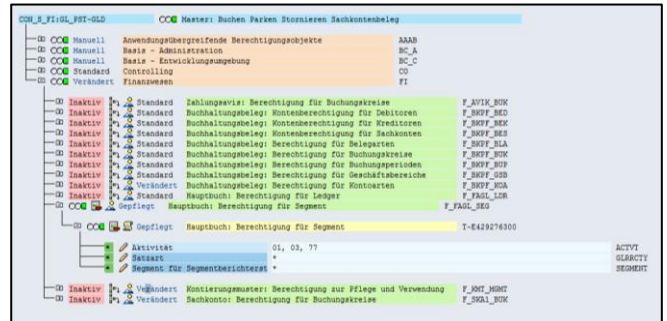 CON_S_FI:GL_PST-GLD Master: Buchen Parken Stornieren Sachkontenbeleg
Manuell Anwendungsübergreifende Berechtigungsobjekte AAAB
Manuell Basis - Administration BC_A
Manuell Basis - Entwicklungsumgebung BC_C
Standard Controlling CO
Verändert Finanzwesen FI
Inaktiv Standard Zahlungsavis: Berechtigung für Buchungskreise F_AVIK_BUK
Inaktiv Standard Buchhaltungsbeleg: Kontenberechtigung für Debitoren F_BKPF_BED
Inaktiv Standard Buchhaltungsbeleg: Kontenberechtigung für Kreditoren F_BKPF_BEK
Inaktiv Standard Buchhaltungsbeleg: Kontenberechtigung für Sachkonten F_BKPF_BES
Inaktiv Standard Buchhaltungsbeleg: Berechtigung für Belegarten F_BKPF_BLA
Inaktiv Standard Buchhaltungsbeleg: Berechtigung für Buchungskreise F_BKPF_BUK
Inaktiv Standard Buchhaltungsbeleg: Berechtigung für Buchungsperioden F_BKPF_BUP
Inaktiv Standard Buchhaltungsbeleg: Berechtigung für Geschäftsbereiche F_BKPF_GSB
Inaktiv Verändert Buchhaltungsbeleg: Berechtigung für Kontoarten F_BKPF_KOA
Inaktiv Standard Hauptbuch: Berechtigung für Ledger F_FAGL_LDR
Gepflegt Hauptbuch: Berechtigung für Segment F_FAGL_SEG
Gepflegt Hauptbuch: Berechtigung für Segment T-E429276300
* Aktivität 01, 03, 77 ACTVT
* Satzart * GLRRCTY
* Segment für Segmentberichterst * SEGMENT
Inaktiv Verändert Kontierungsmuster: Berechtigung zur Pflege und Verwendung F_KMT_MGMT
Inaktiv Verändert Sachkonto: Berechtigung für Buchungskreise F_SKA1_BUK